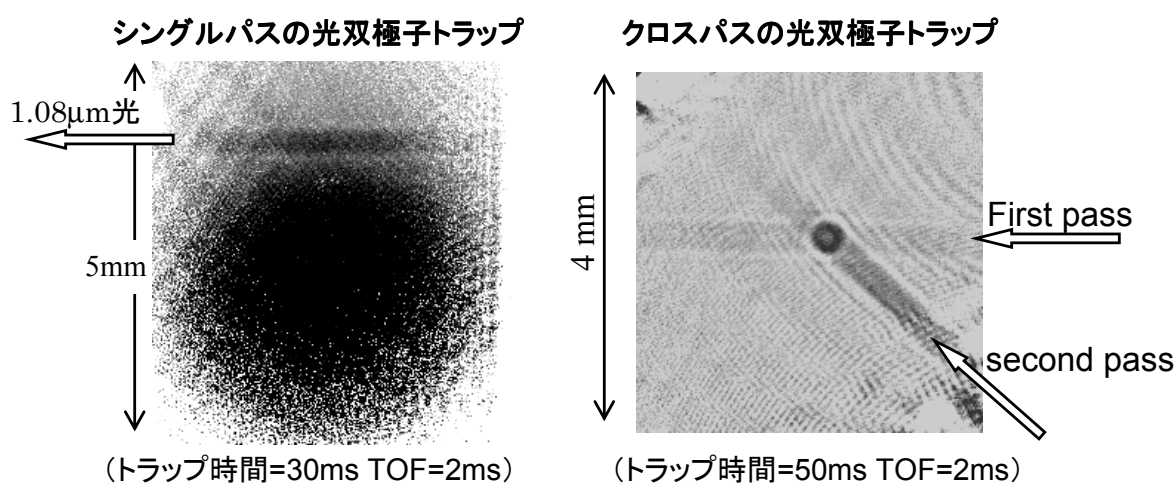 シングルパスの光双極子トラップ
1.08μm光
5mm
(トラップ時間=30ms TOF=2ms)
クロスパスの光双極子トラップ
4 mm
First pass
second pass
(トラップ時間=50ms TOF=2ms)